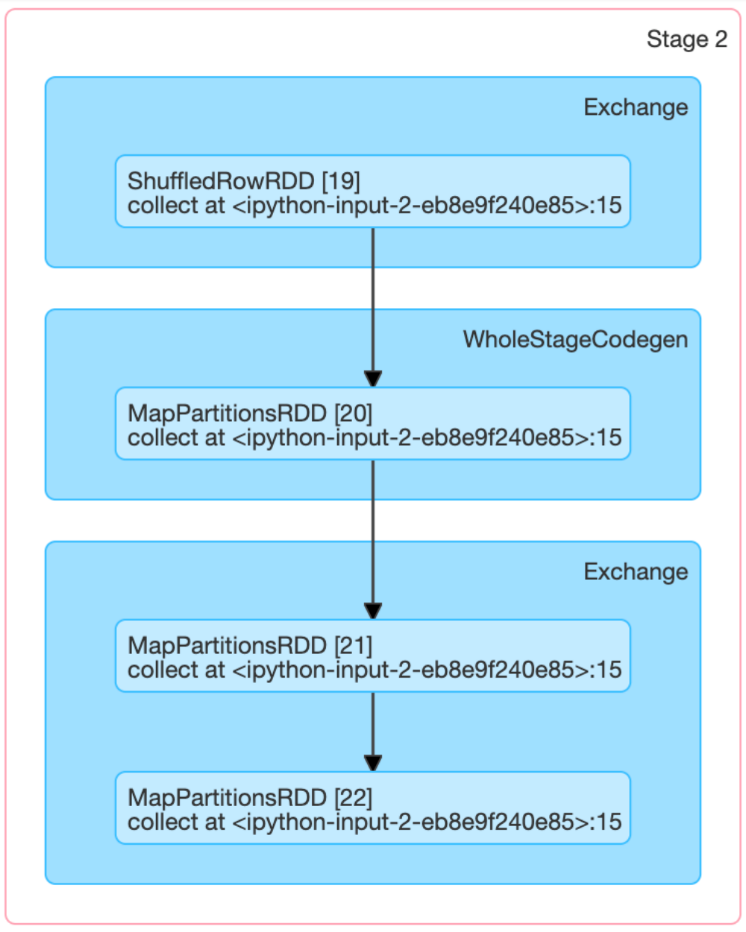 Stage 2
Exchange
ShuffledRowRDD [19]
collect at <ipython-input-2-eb8e9f240e85>:15
WholeStageCodegen
MapPartitionsRDD [20]
collect at <ipython-input-2-eb8e9f240e85>:15
Exchange
MapPartitionsRDD [21]
collect at <ipython-input-2-eb8e9f240e85>:15
MapPartitionsRDD [22]
collect at <ipython-input-2-eb8e9f240e85>:15